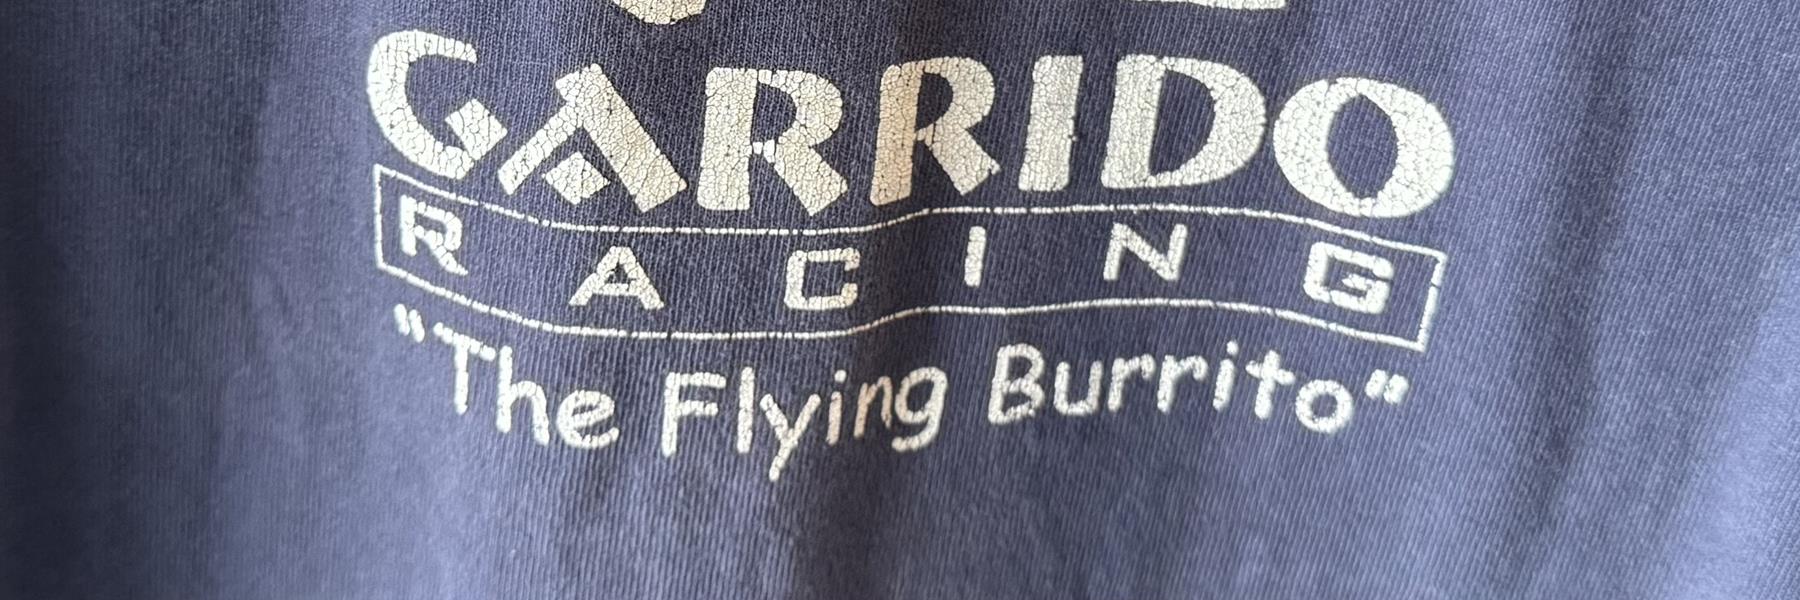 GARRIDO
RACING
"The Flying Burrito"